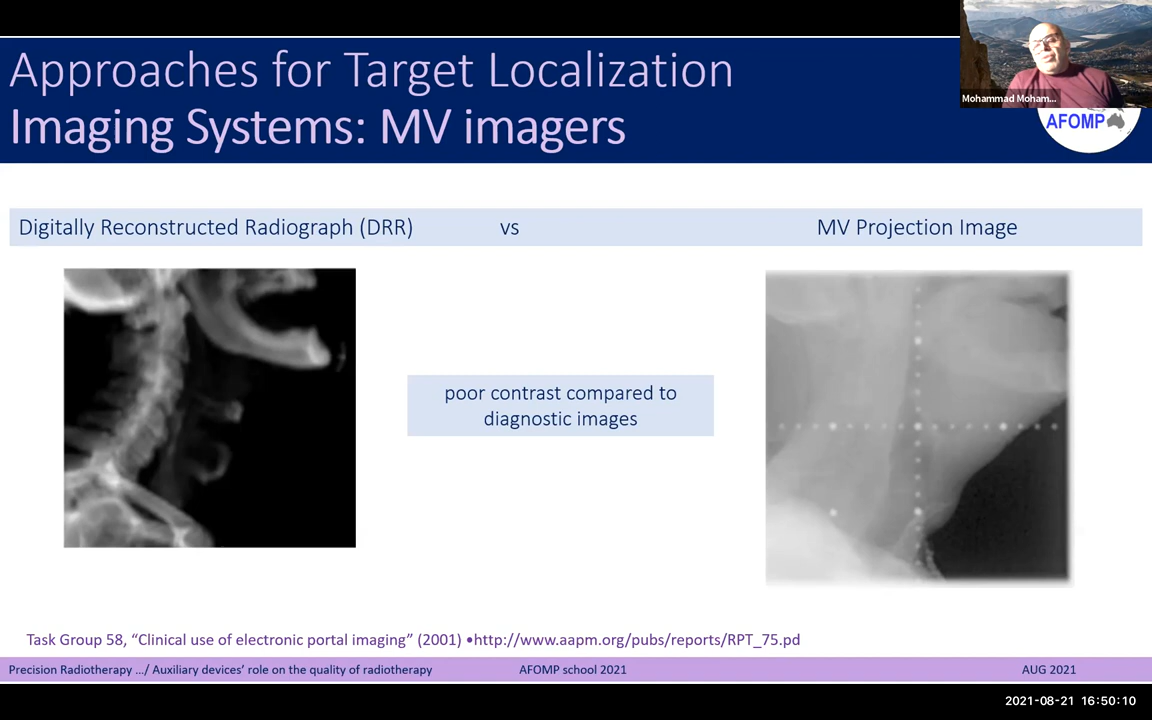 Approaches for Target Localization
Imaging Systems: MV imagers
Mohammad Moham...
AFOMP
Digitally Reconstructed Radiograph (DRR) vs MV Projection Image
poor contrast compared to
diagnostic images
Task Group 58, “Clinical use of electronic portal imaging” (2001) •http://www.aapm.org/pubs/reports/RPT_75.pd
Precision Radiotherapy .../ Auxiliary devices’ role on the quality of radiotherapy AFOMP school 2021 AUG 2021
2021-08-21 16:50:10